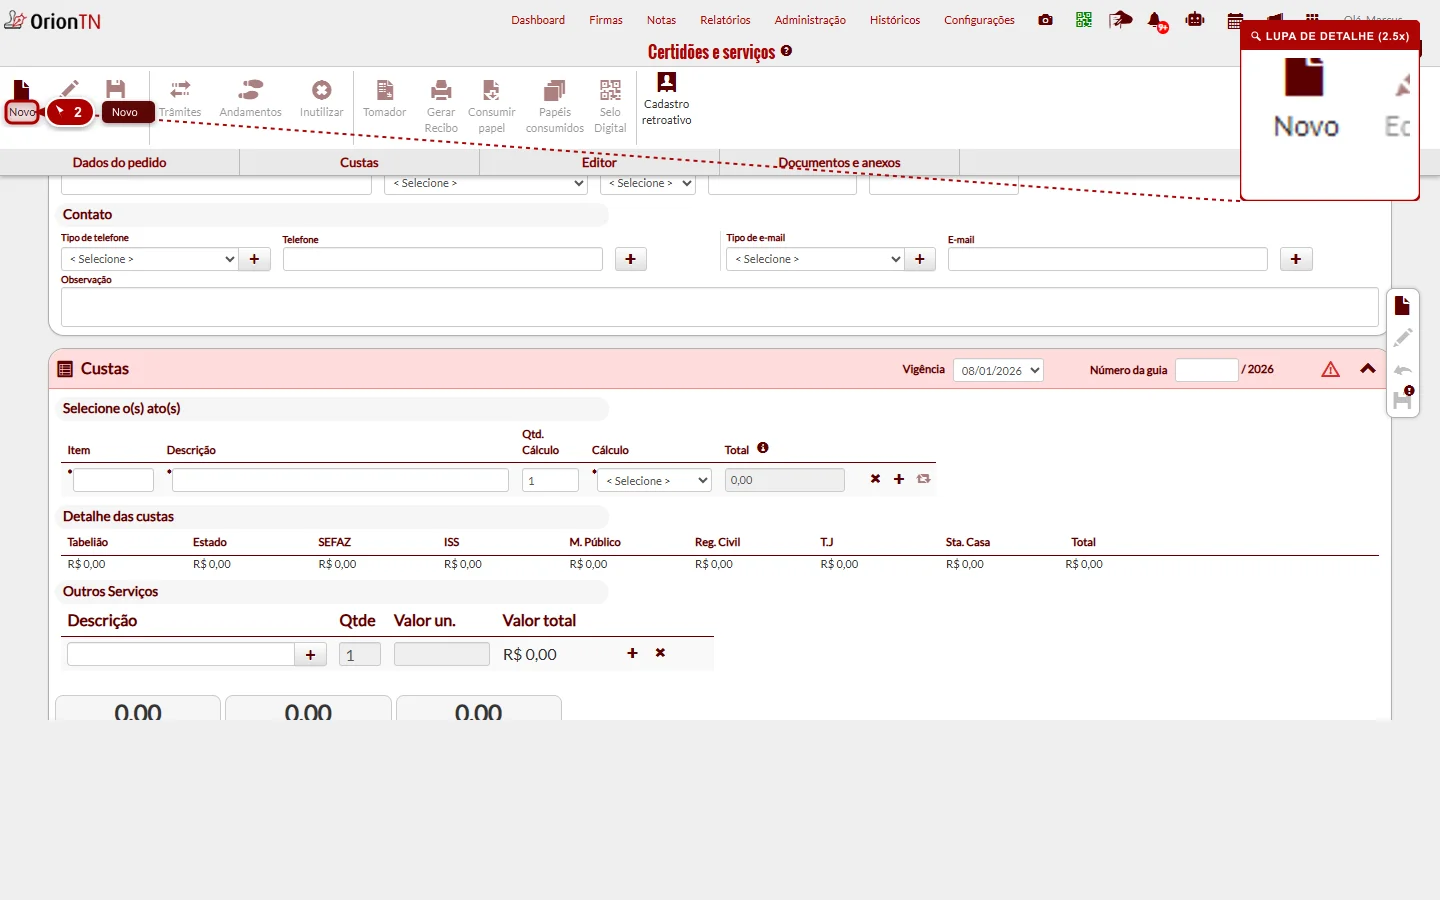 OrionTN
Dashboard Firmas Notas Relatórios Administração Históricos Configurações 9+
Certidões e serviços
LUPA DE DETALHE (2.5x)
Novo
Novo 2 Novo Trâmites Andamentos Inutilizar Tomador Gerar Recibo Consumir papel Papéis consumidos Selo Digital Cadastro retroativo
Dados do pedido Custas Editor Documentos e anexos
< Selecione > < Selecione >
Contato
Tipo de telefone Telefone Tipo de e-mail E-mail
< Selecione > + + < Selecione > + +
Observação
Custas Vigência 08/01/2026 Número da guia / 2026
Selecione o(s) ato(s)
Item Descrição Qtd. Cálculo Cálculo Total
1 < Selecione > 0,00
Detalhe das custas
Tabelião Estado SEFAZ ISS M. Público Reg. Civil T.J Sta. Casa Total
R$ 0,00 R$ 0,00 R$ 0,00 R$ 0,00 R$ 0,00 R$ 0,00 R$ 0,00 R$ 0,00 R$ 0,00
Outros Serviços
Descrição Qtde Valor un. Valor total
+ 1 R$ 0,00
0,00 0,00 0,00